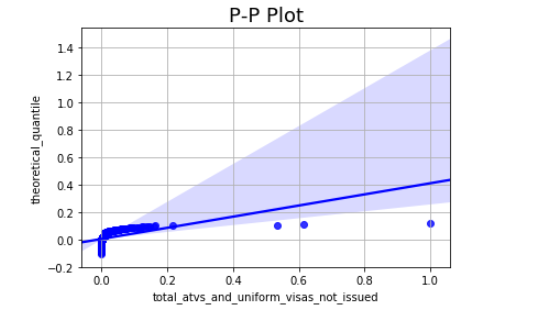 P-P Plot
theoretical_quantile
1.4
1.2
1.0
0.8
0.6
0.4
0.2
0.0
−0.2
0.0 0.2 0.4 0.6 0.8 1.0
total_atvs_and_uniform_visas_not_issued